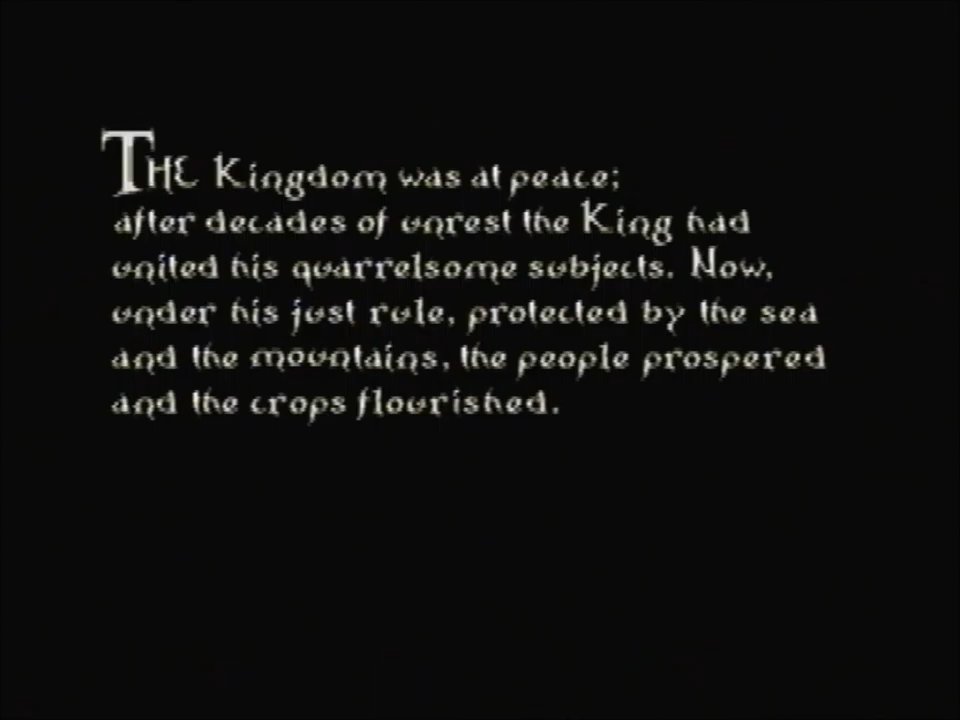 The Kingdom was at peace;
after decades of unrest the King had
united his quarrelsome subjects. Now,
under his just rule, protected by the sea
and the mountains, the people prospered
and the crops flourished.